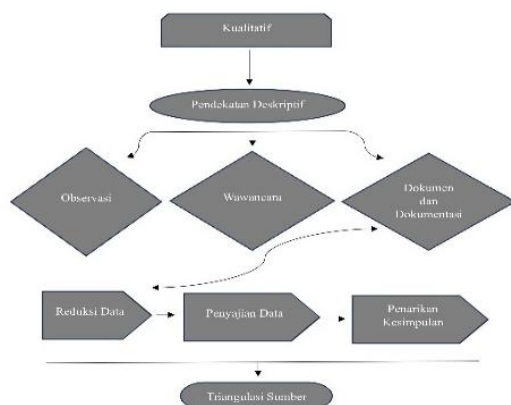 Kualitatif
Pendekatan Deskriptif
Observasi
Wawancara
Dokumen
dan
Dokumentasi
Reduksi Data
Penyajian Data
Penarikan
Kesimpulan
Triangulasi Sumber